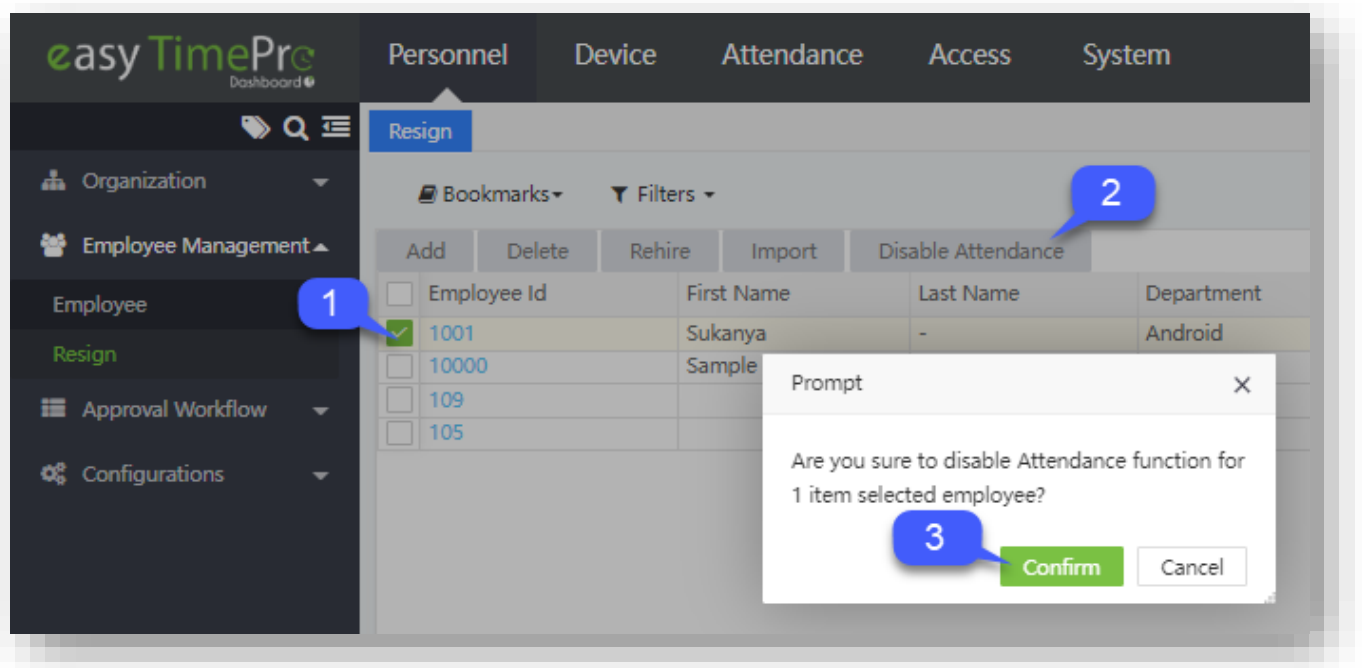 easy TimePro
Dashboard
Personnel Device Attendance Access System
Resign
Organization
Bookmarks Filters
2
Employee Management
Add Delete Rehire Import Disable Attendance
Employee Id First Name Last Name Department
Employee
1
1001 Sukanya - Android
Resign
10000 Sample
Prompt
109
Approval Workflow
105
Are you sure to disable Attendance function for
1 item selected employee?
Configurations
3
Confirm Cancel